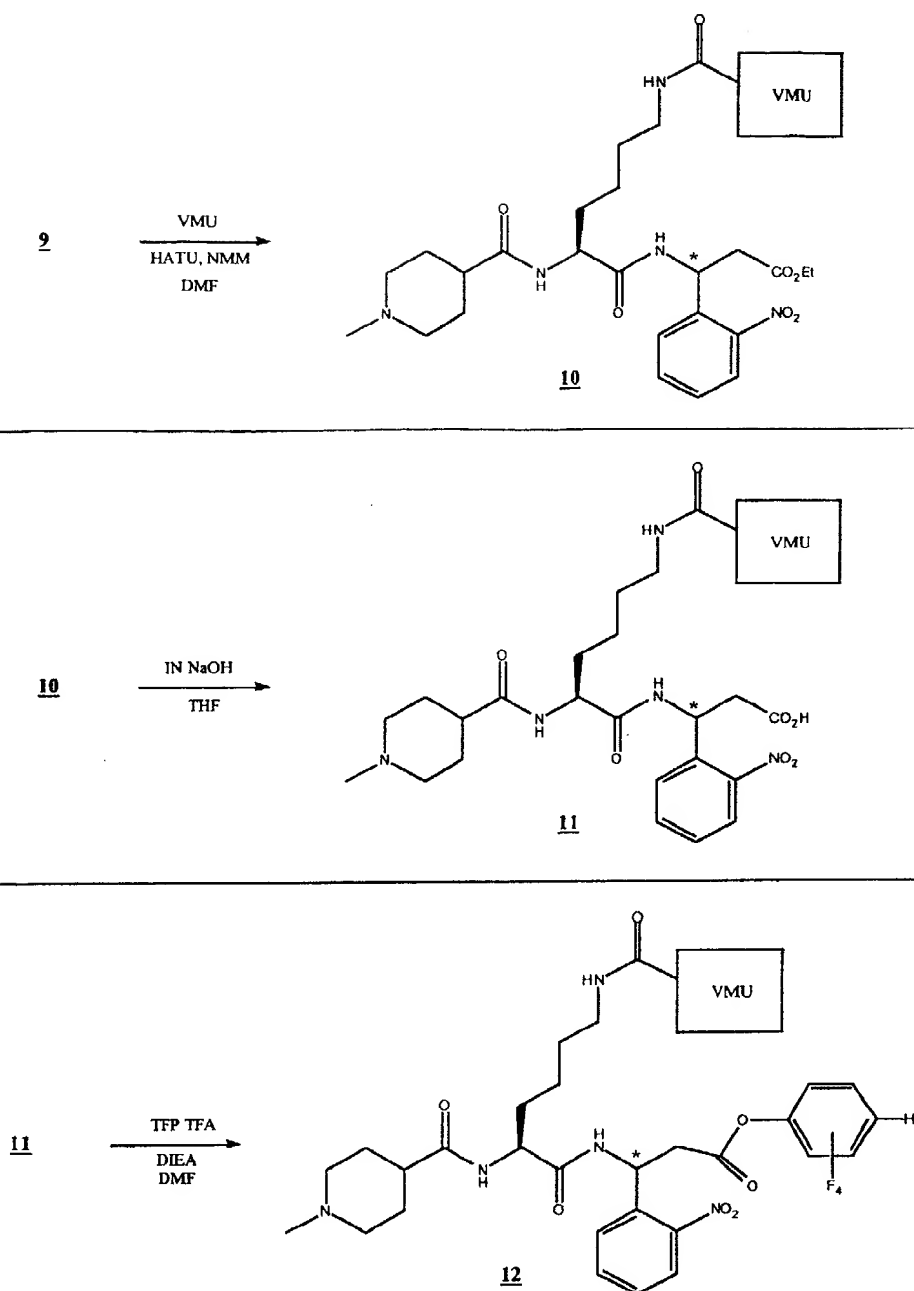 O
HN
VMU
9
VMU
HATU, NMM
DMF
O
N
H
O
H
N
*
CO2Et
N
NO2
10
O
HN
VMU
10
IN NaOH
THF
O
N
H
O
H
N
*
CO2H
N
NO2
11
O
HN
VMU
11
TFP TFA
DIEA
DMF
O
N
H
O
H
N
*
O
O
H
F4
N
NO2
12